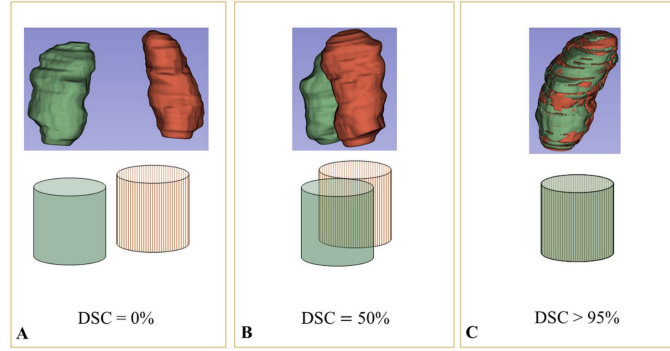 A
DSC = 0%
B
DSC = 50%
C
DSC > 95%